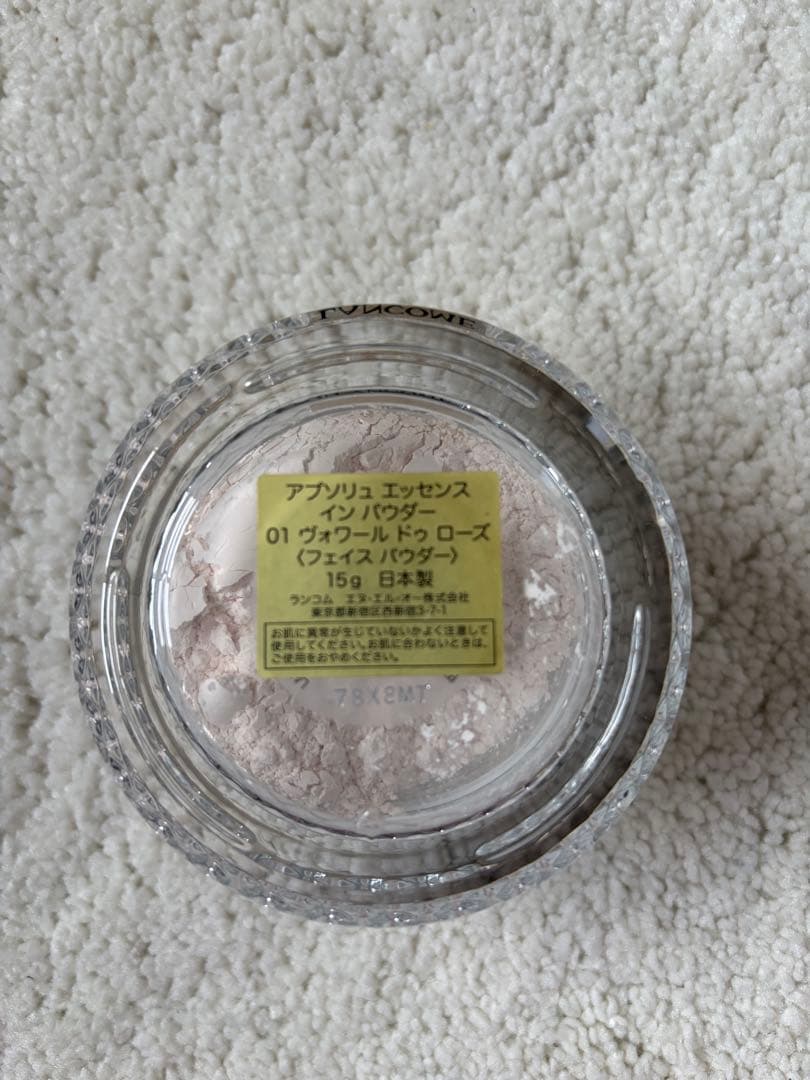 LANCOME
アプソリュ エッセンス
イン パウダー
01 ヴォワール ドゥ ローズ
〈フェイス パウダー〉
15g 日本製
ランコム エヌ・エル・オー株式会社
東京都新宿区西新宿3-7-1
お肌に異常が生じていないかよく注意して
使用してください。お肌に合わないときは、
ご使用をおやめください。
78X2MT